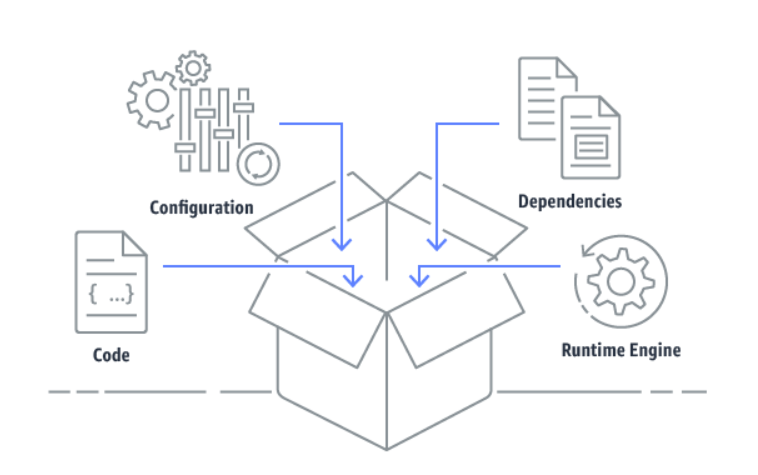 Configuration
Dependencies
{ ...}
Code
Runtime Engine